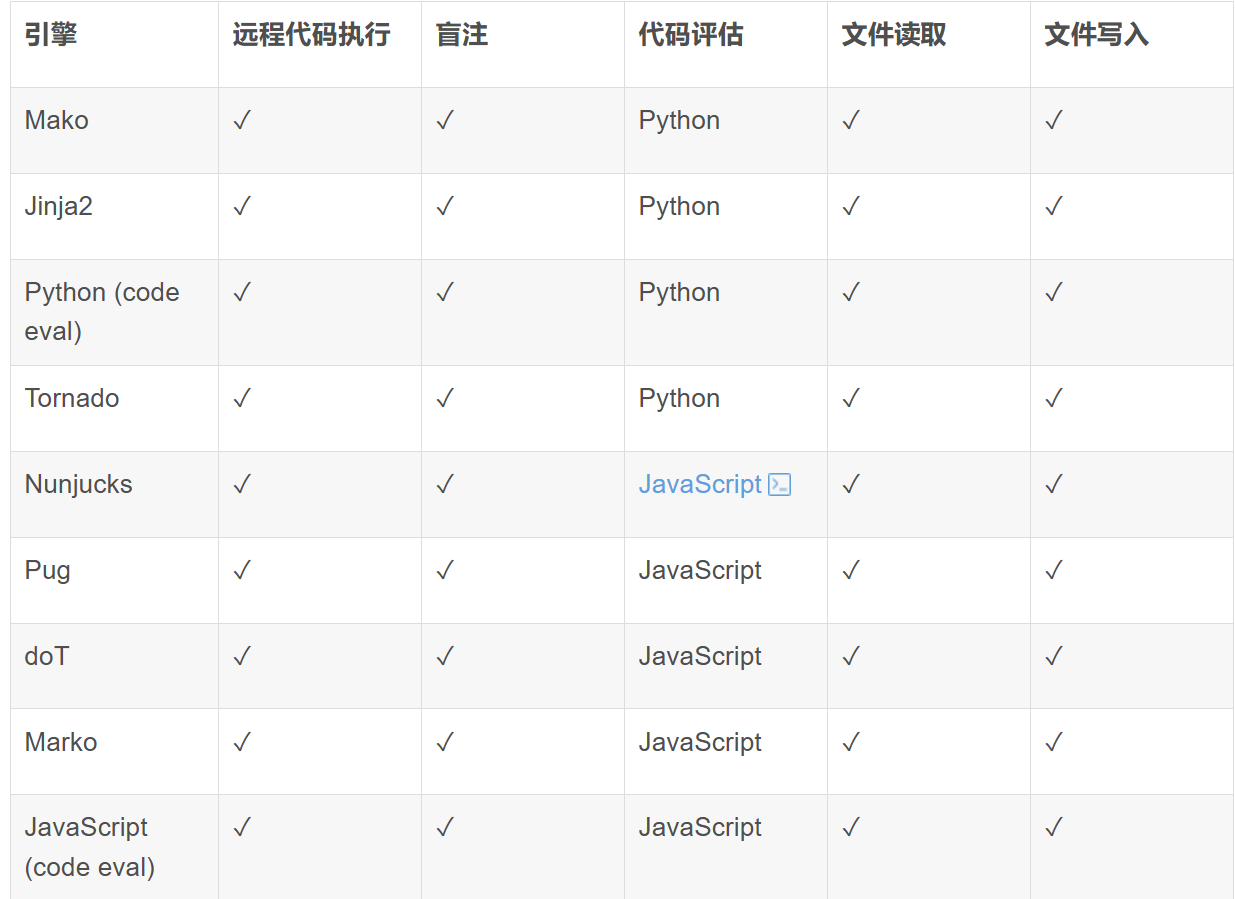 引擎 远程代码执行 盲注 代码评估 文件读取 文件写入
Mako ✓ ✓ Python ✓ ✓
Jinja2 ✓ ✓ Python ✓ ✓
Python (code
eval) ✓ ✓ Python ✓ ✓
Tornado ✓ ✓ Python ✓ ✓
Nunjucks ✓ ✓ JavaScript ✓ ✓
Pug ✓ ✓ JavaScript ✓ ✓
doT ✓ ✓ JavaScript ✓ ✓
Marko ✓ ✓ JavaScript ✓ ✓
JavaScript
(code eval) ✓ ✓ JavaScript ✓ ✓